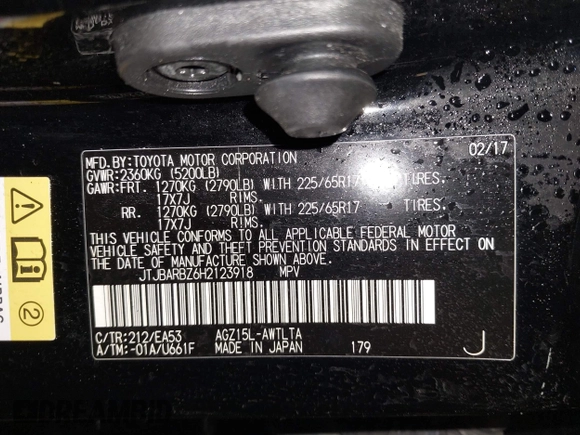 MFD.BY:TOYOTA MOTOR CORPORATION 02/17
GVWR:2360KG (5200LB)
GAWR:FRT. 1270KG (2790LB) WITH 225/65R17 TIRES.
17X7J RIMS.
RR. 1270KG (2790LB) WITH 225/65R17 TIRES.
17X7J RIMS.
THIS VEHICLE CONFORMS TO ALL APPLICABLE FEDERAL MOTOR
VEHICLE SAFETY AND THEFT PREVENTION STANDARDS IN EFFECT
ON THE DATE OF MANUFACTURE SHOWN ABOVE.
JTJBARBZ6H2123918 MPV
C/TR:212/EA53 AGZ15L-AWTLTA
A/TM:-01A/U661F MADE IN JAPAN 179 J
2